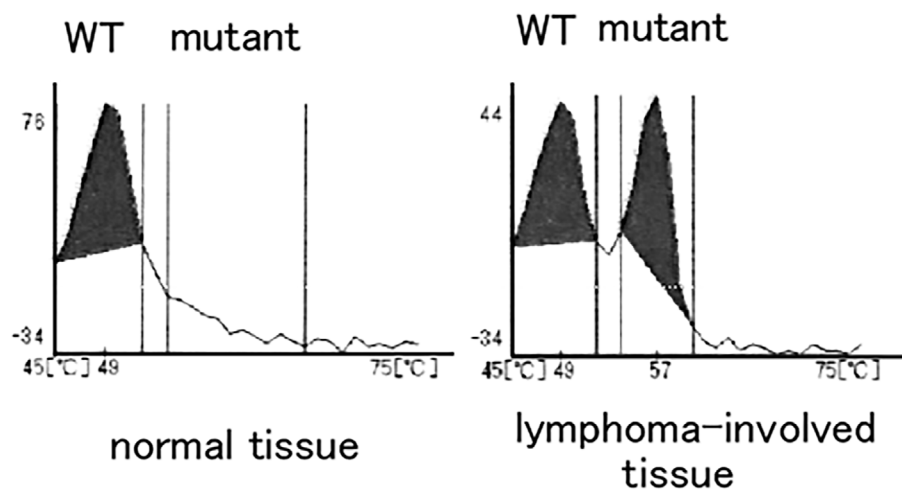 WT mutant
76
-34
45[°C] 49 75[°C]
normal tissue
WT mutant
44
-34
45[°C] 49 57 75[°C]
lymphoma-involved
tissue